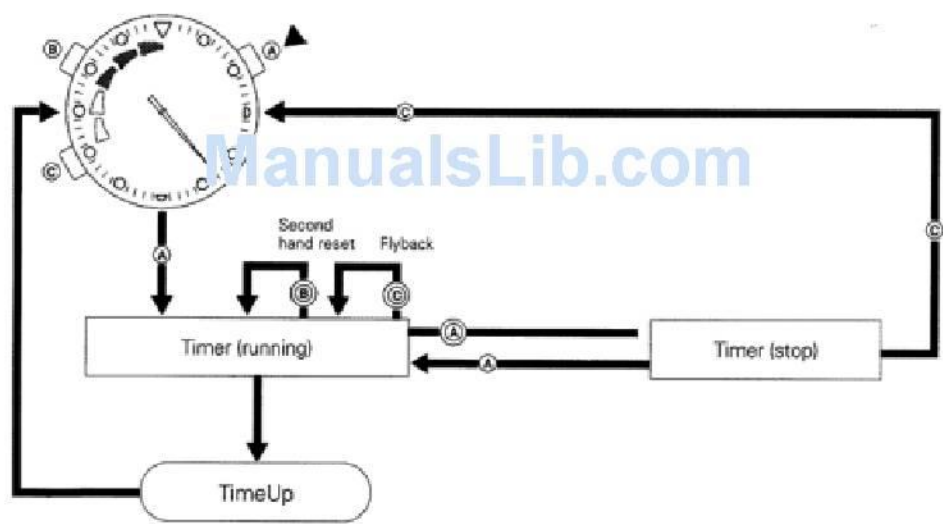 B
A
C
ManualsLib.com
C
C
A
Second
hand reset
Flyback
B
C
Timer (running)
A
A
Timer (stop)
TimeUp